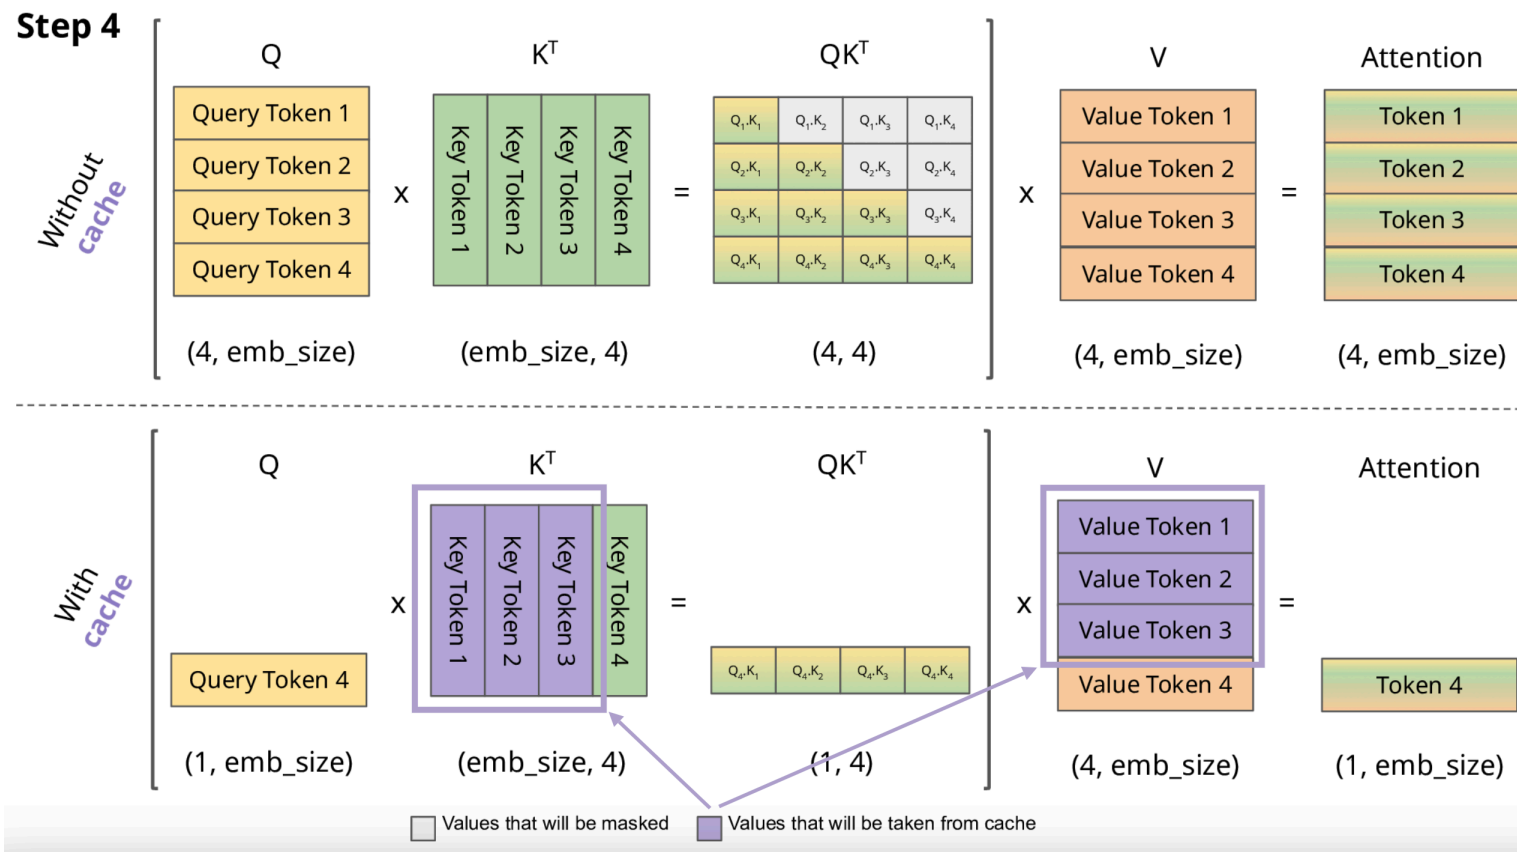 Step 4
Without
cache
Q
K^T
QK^T
V
Attention
Query Token 1
Query Token 2
Query Token 3
Query Token 4
x
Key Token 1
Key Token 2
Key Token 3
Key Token 4
=
Q₁.K₁ Q₁.K₂ Q₁.K₃ Q₁.K₄
Q₂.K₁ Q₂.K₂ Q₂.K₃ Q₂.K₄
Q₃.K₁ Q₃.K₂ Q₃.K₃ Q₃.K₄
Q₄.K₁ Q₄.K₂ Q₄.K₃ Q₄.K₄
x
Value Token 1
Value Token 2
Value Token 3
Value Token 4
=
Token 1
Token 2
Token 3
Token 4
(4, emb_size)
(emb_size, 4)
(4, 4)
(4, emb_size)
(4, emb_size)
With
cache
Q
K^T
QK^T
V
Attention
Query Token 4
x
Key Token 1
Key Token 2
Key Token 3
Key Token 4
=
Q₄.K₁ Q₄.K₂ Q₄.K₃ Q₄.K₄
x
Value Token 1
Value Token 2
Value Token 3
Value Token 4
=
Token 4
(1, emb_size)
(emb_size, 4)
(1, 4)
(4, emb_size)
(1, emb_size)
Values that will be masked
Values that will be taken from cache